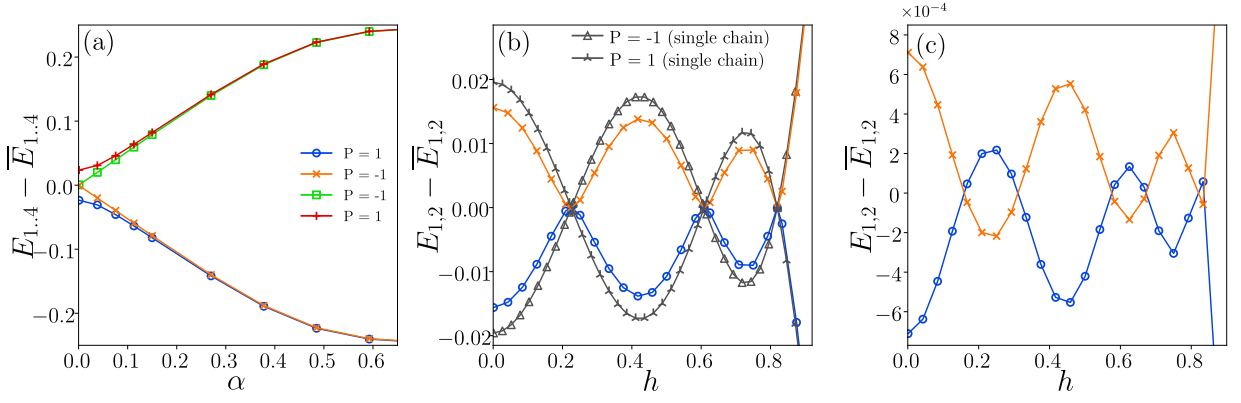 (a)
E₁..₄ − E̅₁..₄
0.2
0.1
0.0
−0.1
−0.2
P = 1
P = -1
P = -1
P = 1
0.0 0.1 0.2 0.3 0.4 0.5 0.6
α
(b)
E₁,₂ − E̅₁,₂
P = -1 (single chain)
P = 1 (single chain)
0.02
0.01
0.00
−0.01
−0.02
0.0 0.2 0.4 0.6 0.8
h
×10⁻⁴
(c)
E₁,₂ − E̅₁,₂
8
6
4
2
0
−2
−4
−6
0.0 0.2 0.4 0.6 0.8
h